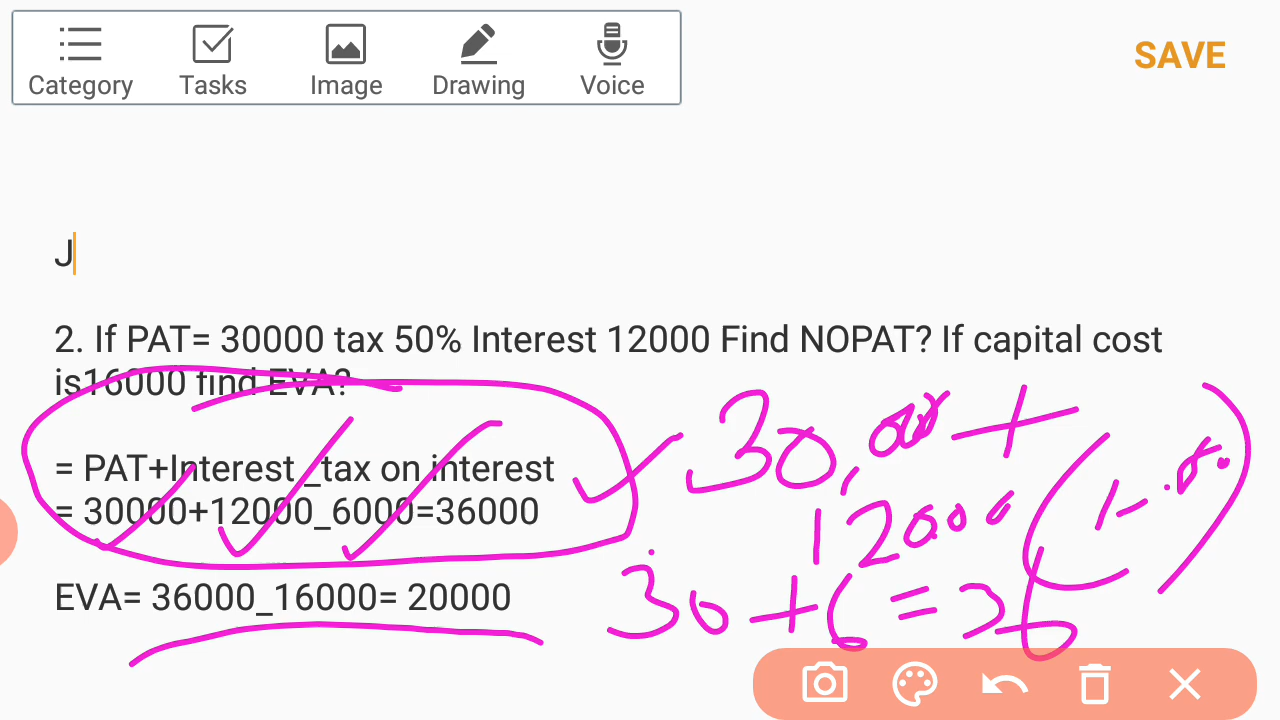 Category Tasks Image Drawing Voice
SAVE
J
2. If PAT= 30000 tax 50% Interest 12000 Find NOPAT? If capital cost
is16000 find EVA?
= PAT+Interest _tax on interest
= 30000+12000_6000=36000
EVA= 36000_16000= 20000
30,000 +
12000 (1-
30+6=36